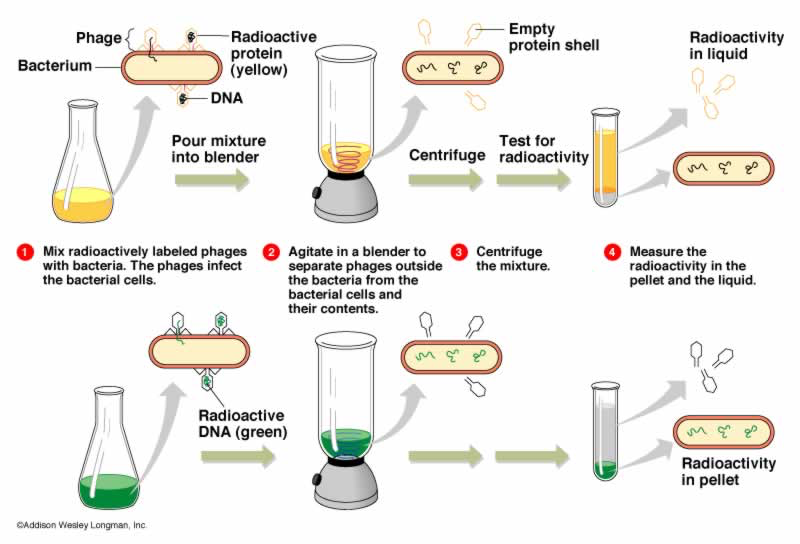 Phage
Bacterium
Radioactive
protein
(yellow)
DNA
Empty
protein shell
Radioactivity
in liquid
Pour mixture
into blender
Centrifuge
Test for
radioactivity
1 Mix radioactively labeled phages
with bacteria. The phages infect
the bacterial cells.
2 Agitate in a blender to
separate phages outside
the bacteria from the
bacterial cells and
their contents.
3 Centrifuge
the mixture.
4 Measure the
radioactivity in the
pellet and the liquid.
Radioactive
DNA (green)
Radioactivity
in pellet
©Addison Wesley Longman, Inc.